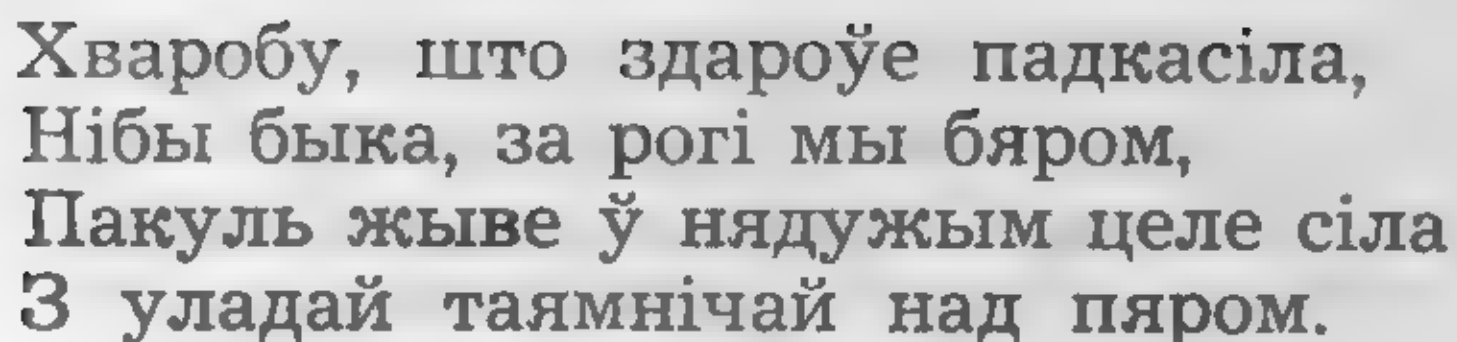 Хваробу, што здароўе падкасіла,
Нібы быка, за рогі мы бяром,
Пакуль жыве ў нядужым целе сіла
З уладай таямнічай над пяром.